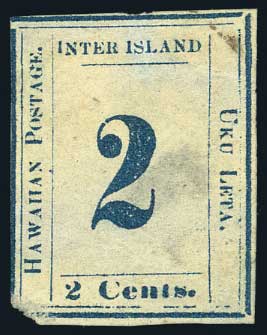 INTER ISLAND
HAWAIIAN POSTAGE.
2
UKU LETA.
2 Cents.